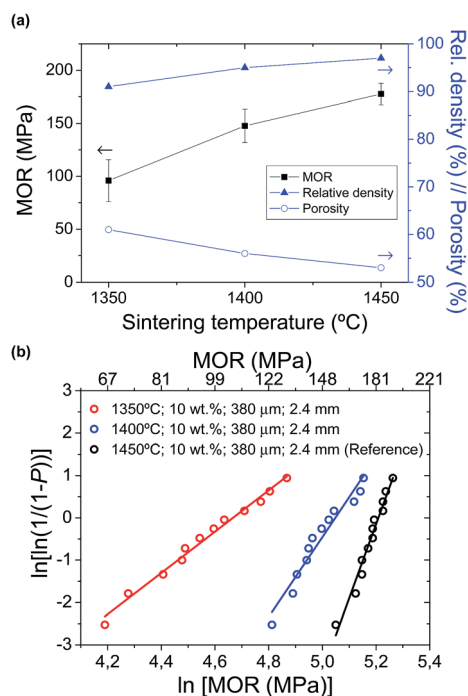 (a)
200
150
100
50
0
MOR (MPa)
100
90
80
70
60
50
Rel. density (%) // Porosity (%)
MOR
Relative density
Porosity
1350 1400 1450
Sintering temperature (ºC)
(b)
MOR (MPa)
67 81 99 122 148 181 221
3
2
1
0
-1
-2
-3
ln[ln(1/(1-P))]
1350ºC; 10 wt.%; 380 µm; 2.4 mm
1400ºC; 10 wt.%; 380 µm; 2.4 mm
1450ºC; 10 wt.%; 380 µm; 2.4 mm (Reference)
4,2 4,4 4,6 4,8 5,0 5,2 5,4
ln [MOR (MPa)]